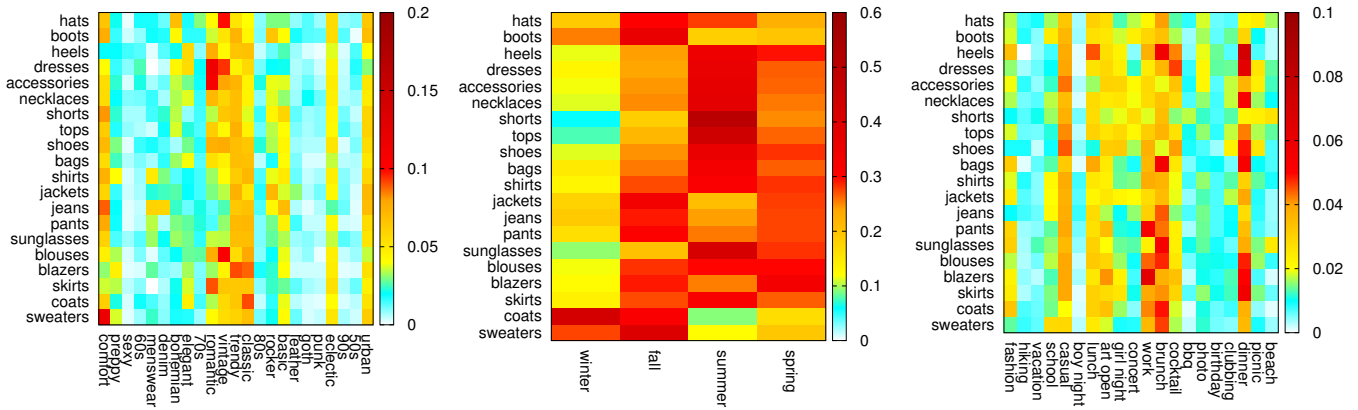 hats
boots
heels
dresses
accessories
necklaces
shorts
tops
shoes
bags
shirts
jackets
jeans
pants
sunglasses
blouses
blazers
skirts
coats
sweaters
comfort
preppy
sexy
60s
menswear
denim
bohemian
elegant
70s
romantic
vintage
trendy
classic
80s
rocker
basic
leather
goth
punk
eclectic
90s
50s
urban
0.2
0.15
0.1
0.05
0
hats
boots
heels
dresses
accessories
necklaces
shorts
tops
shoes
bags
shirts
jackets
jeans
pants
sunglasses
blouses
blazers
skirts
coats
sweaters
winter
fall
summer
spring
0.6
0.5
0.4
0.3
0.2
0.1
0
hats
boots
heels
dresses
accessories
necklaces
shorts
tops
shoes
bags
shirts
jackets
jeans
pants
sunglasses
blouses
blazers
skirts
coats
sweaters
fashion
hiking
vacation
school
casual
boy night
lunch
art open
girl night
concert
work
brunch
cocktail
bbq
photo
birthday
clubbing
dinner
picnic
beach
0.1
0.08
0.06
0.04
0.02
0